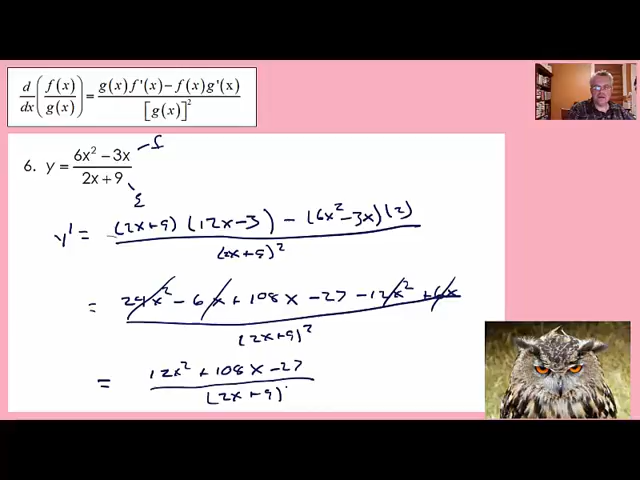 d/dx (f(x)/g(x)) = (g(x)f'(x) − f(x)g'(x))/[g(x)]²
6. y = (6x² − 3x)/(2x + 9)
f
g
y' = ((2x+9)(12x−3) − (6x²−3x)(2))/(2x+9)²
= (24x² − 6x + 108x − 27 − 12x² + 6x)/(2x+9)²
= (12x² + 108x − 27)/(2x+9)